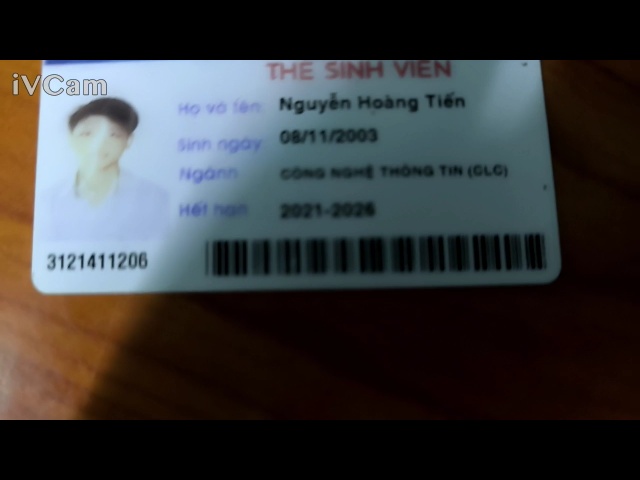 iVCam
THẺ SINH VIÊN
Họ và tên Nguyễn Hoàng Tiến
Sinh ngày 08/11/2003
Ngành CÔNG NGHỆ THÔNG TIN (CLC)
Hết hạn 2021-2026
3121411206